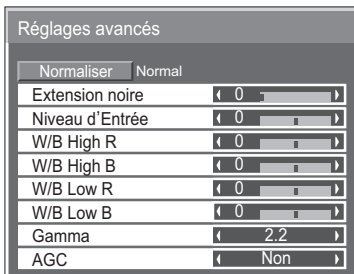 Réglages avancés
Normaliser Normal
Extension noire 0
Niveau d’Entrée 0
W/B High R 0
W/B High B 0
W/B Low R 0
W/B Low B 0
Gamma 2.2
AGC Non